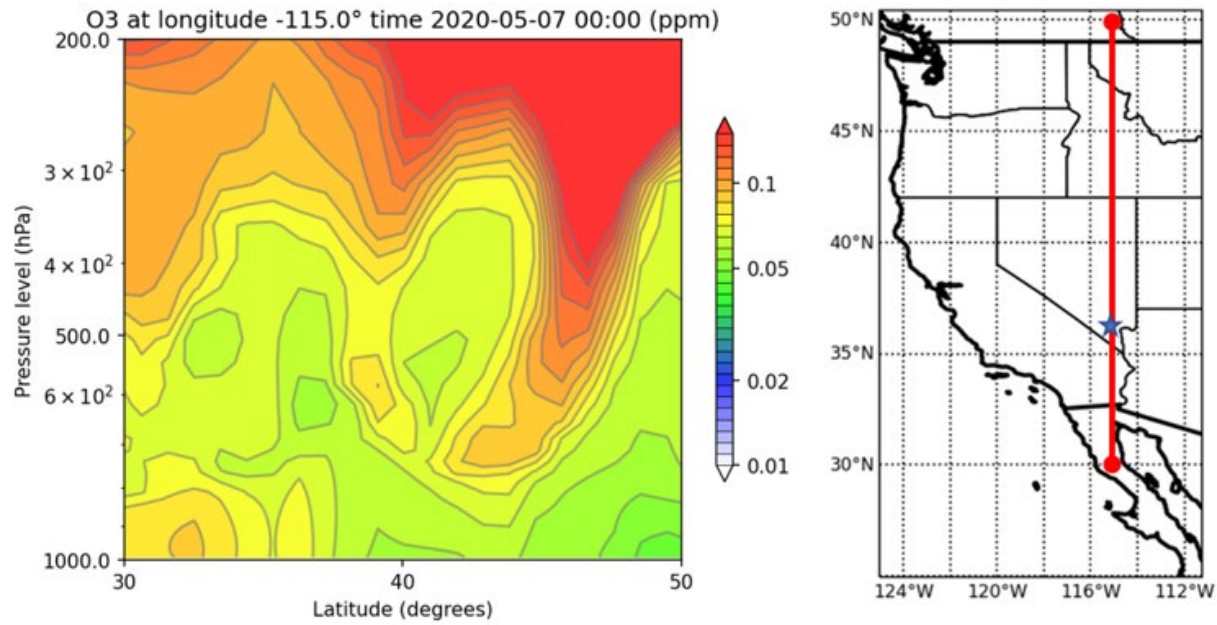 O3 at longitude -115.0° time 2020-05-07 00:00 (ppm)
Pressure level (hPa)
200.0
3 × 10²
4 × 10²
500.0
6 × 10²
1000.0
30
40
50
Latitude (degrees)
0.1
0.05
0.02
0.01
50°N
45°N
40°N
35°N
30°N
124°W
120°W
116°W
112°W